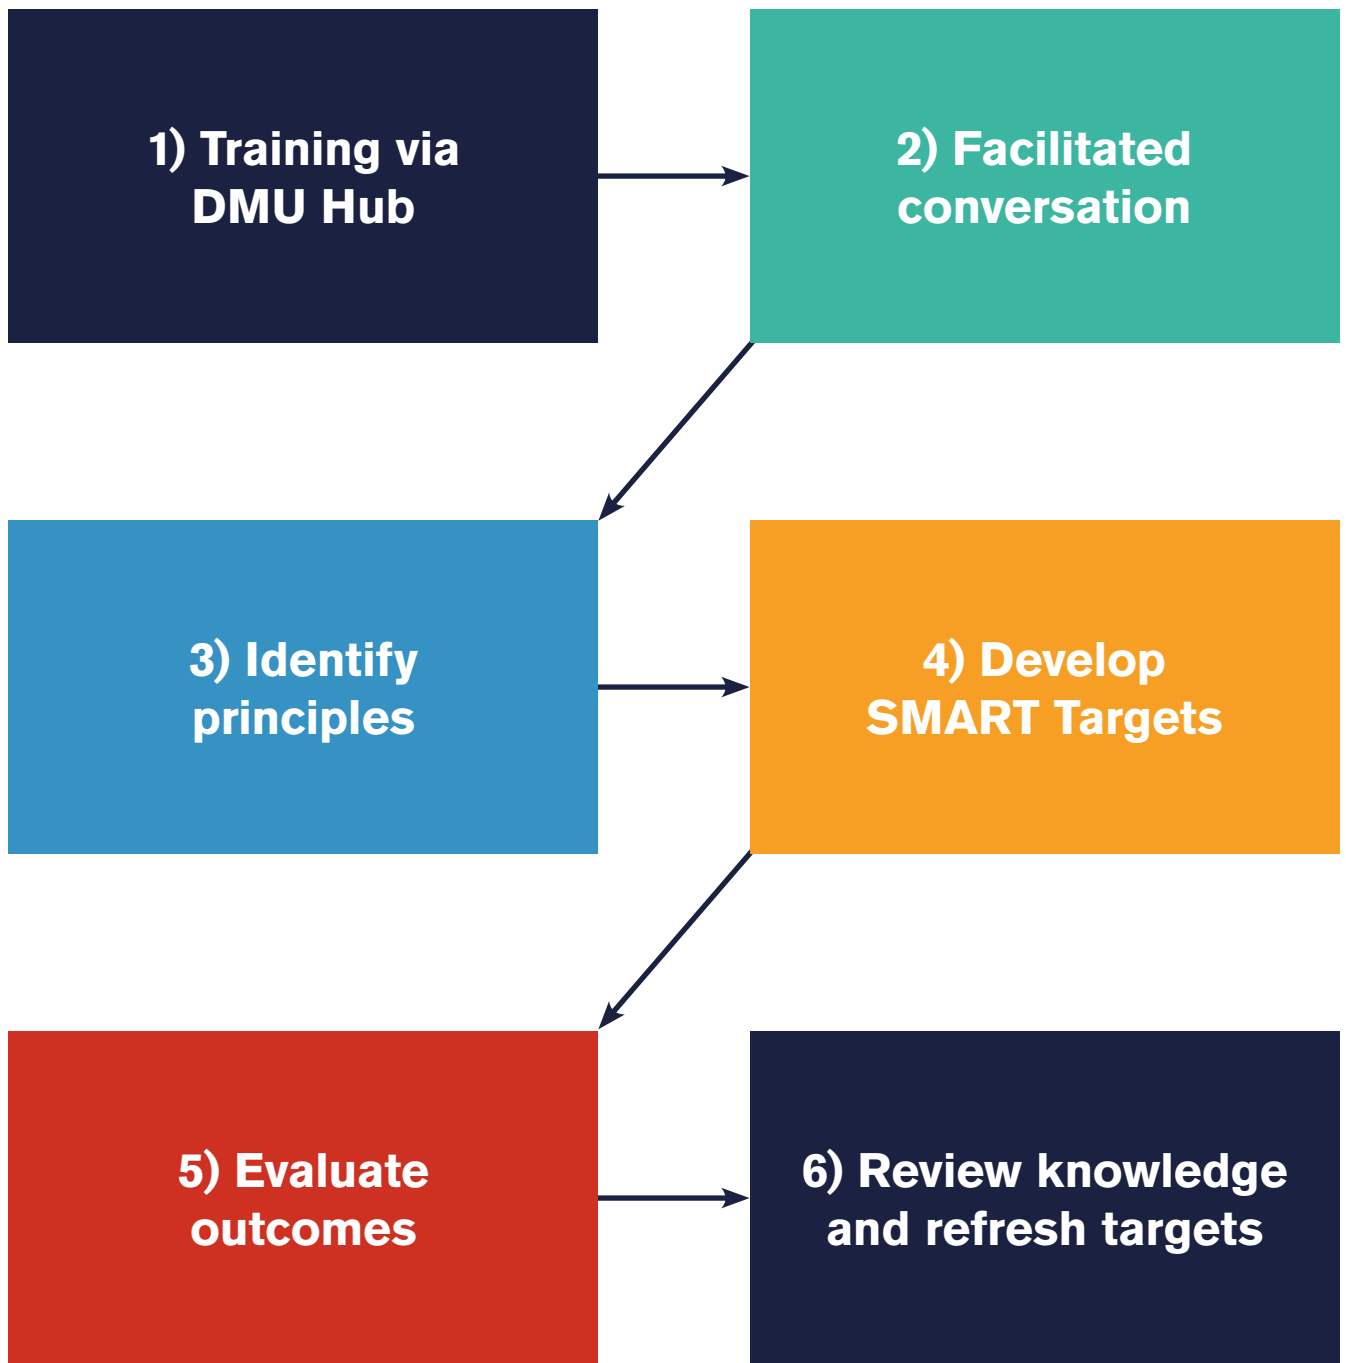 1) Training via
DMU Hub
2) Facilitated
conversation
3) Identify
principles
4) Develop
SMART Targets
5) Evaluate
outcomes
6) Review knowledge
and refresh targets